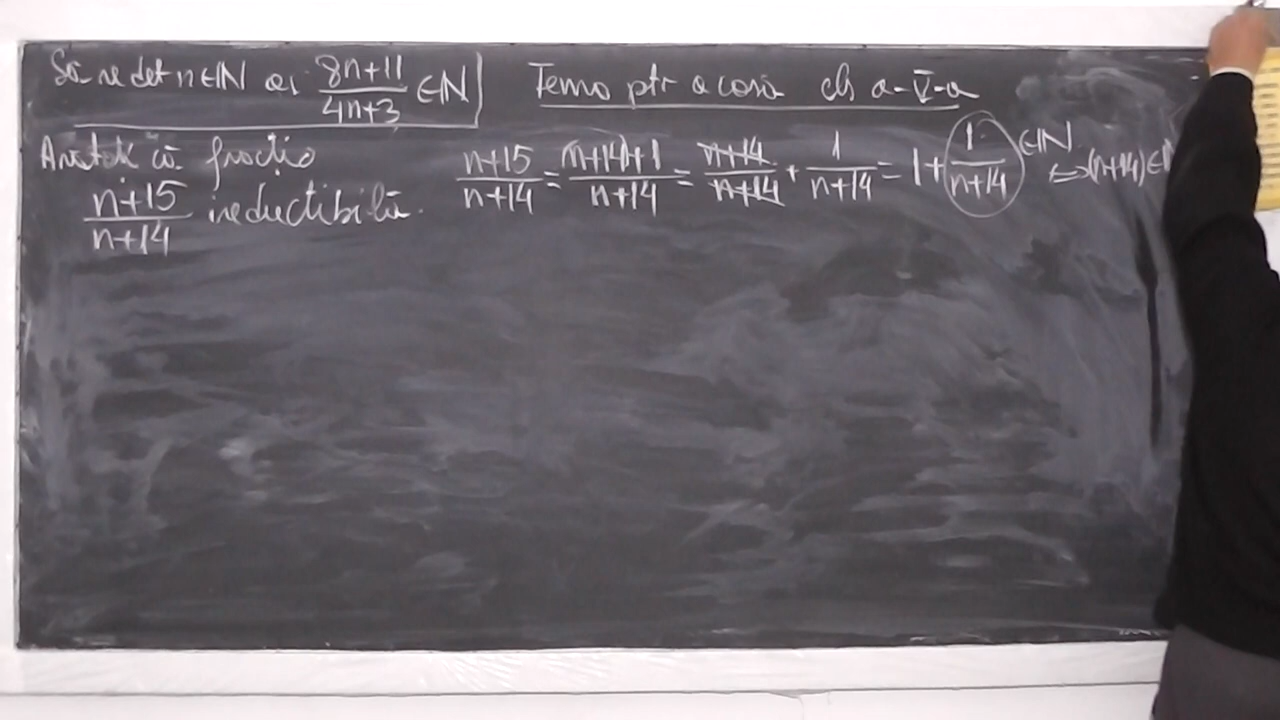 Să se det n∈ℕ aî (8n+11)/(4n+3) ∈ℕ
Temă ptr acasă cls a-V-a
Arătați că fracția
(n+15)/(n+14) ireductibilă.
(n+15)/(n+14) = (n+14+1)/(n+14) = (n+14)/(n+14) + 1/(n+14) = 1+ 1/(n+14) ∈ℕ ⇔ (n+14)∈